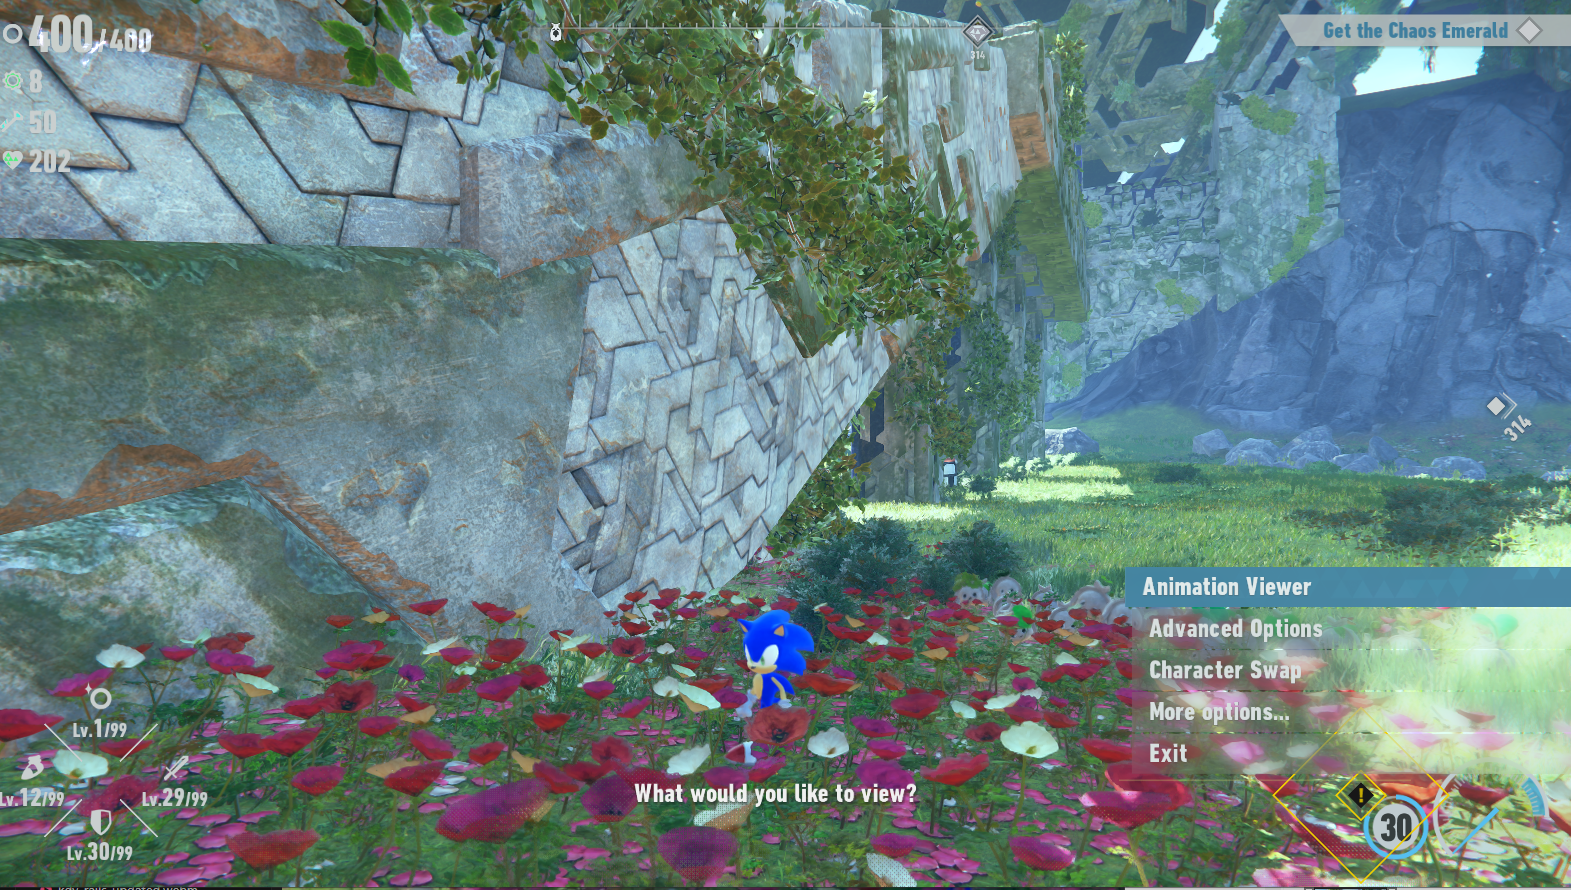 400/400
Get the Chaos Emerald
314
8
50
202
314
Animation Viewer
Advanced Options
Character Swap
More options...
Exit
Lv.1/99
Lv.12/99
Lv.29/99
Lv.30/99
What would you like to view?
!
30